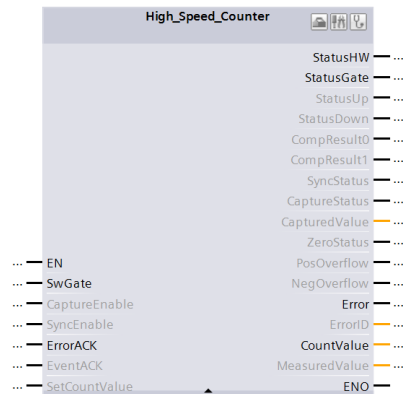 High_Speed_Counter
StatusHW ...
StatusGate ...
StatusUp ...
StatusDown ...
CompResult0 ...
CompResult1 ...
SyncStatus ...
CaptureStatus ...
CapturedValue ...
ZeroStatus ...
... EN PosOverflow ...
... SwGate NegOverflow ...
... CaptureEnable Error ...
... SyncEnable ErrorID ...
... ErrorACK CountValue ...
... EventACK MeasuredValue ...
... SetCountValue ENO